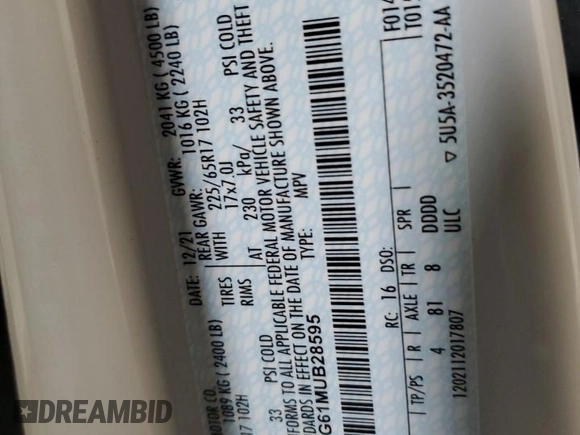 MOTOR CO.
DATE: 12/21 GVWR: 2041 KG ( 4500 LB)
1089 KG ( 2400 LB) REAR GAWR: 1016 KG ( 2240 LB)
17 102H TIRES WITH 225/65R17 102H
RIMS 17x7.0J
33 PSI COLD AT 230 kPa/ 33 PSI COLD
FORMS TO ALL APPLICABLE FEDERAL MOTOR VEHICLE SAFETY AND THEFT
DARDS IN EFFECT ON THE DATE OF MANUFACTURE SHOWN ABOVE.
G61MUB28595 TYPE: MPV
F014
T015
RC: 16 DSO:
TP/PS R AXLE TR SPR
4 81 8 DDDD
ULC
1202112017807 ▽ 5U5A-3520472-AA
DREAMBID